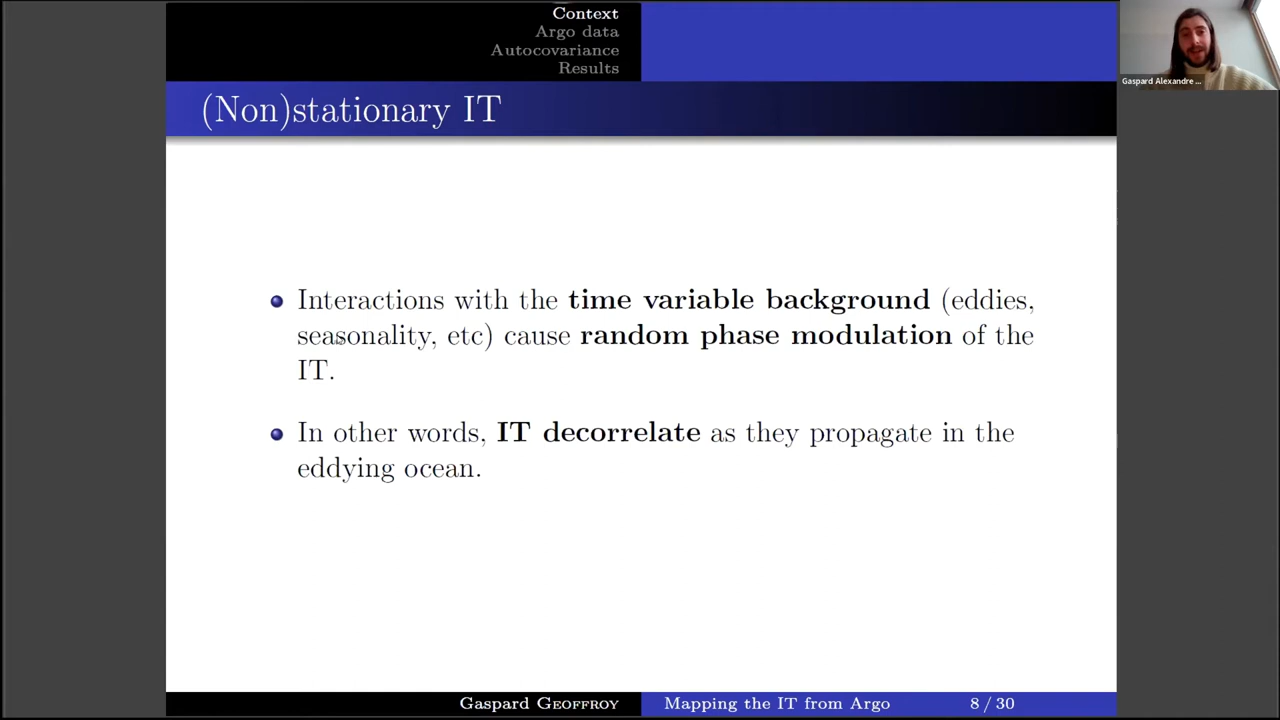 Context
Argo data
Autocovariance
Results
Gaspard Alexandre ...
(Non)stationary IT
Interactions with the time variable background (eddies,
seasonality, etc) cause random phase modulation of the
IT.
In other words, IT decorrelate as they propagate in the
eddying ocean.
Gaspard Geoffroy Mapping the IT from Argo 8 / 30